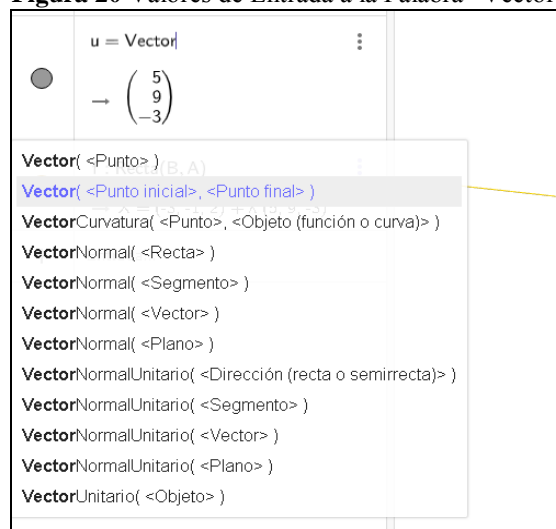 Figura 20 Valores de Entrada a la Palabra "Vector
u = Vector
→ ( 5
9
−3 )
Vector( <Punto> )
Vector( <Punto inicial>, <Punto final> )
VectorCurvatura( <Punto>, <Objeto (función o curva)> )
VectorNormal( <Recta> )
VectorNormal( <Segmento> )
VectorNormal( <Vector> )
VectorNormal( <Plano> )
VectorNormalUnitario( <Dirección (recta o semirrecta)> )
VectorNormalUnitario( <Segmento> )
VectorNormalUnitario( <Vector> )
VectorNormalUnitario( <Plano> )
VectorUnitario( <Objeto> )